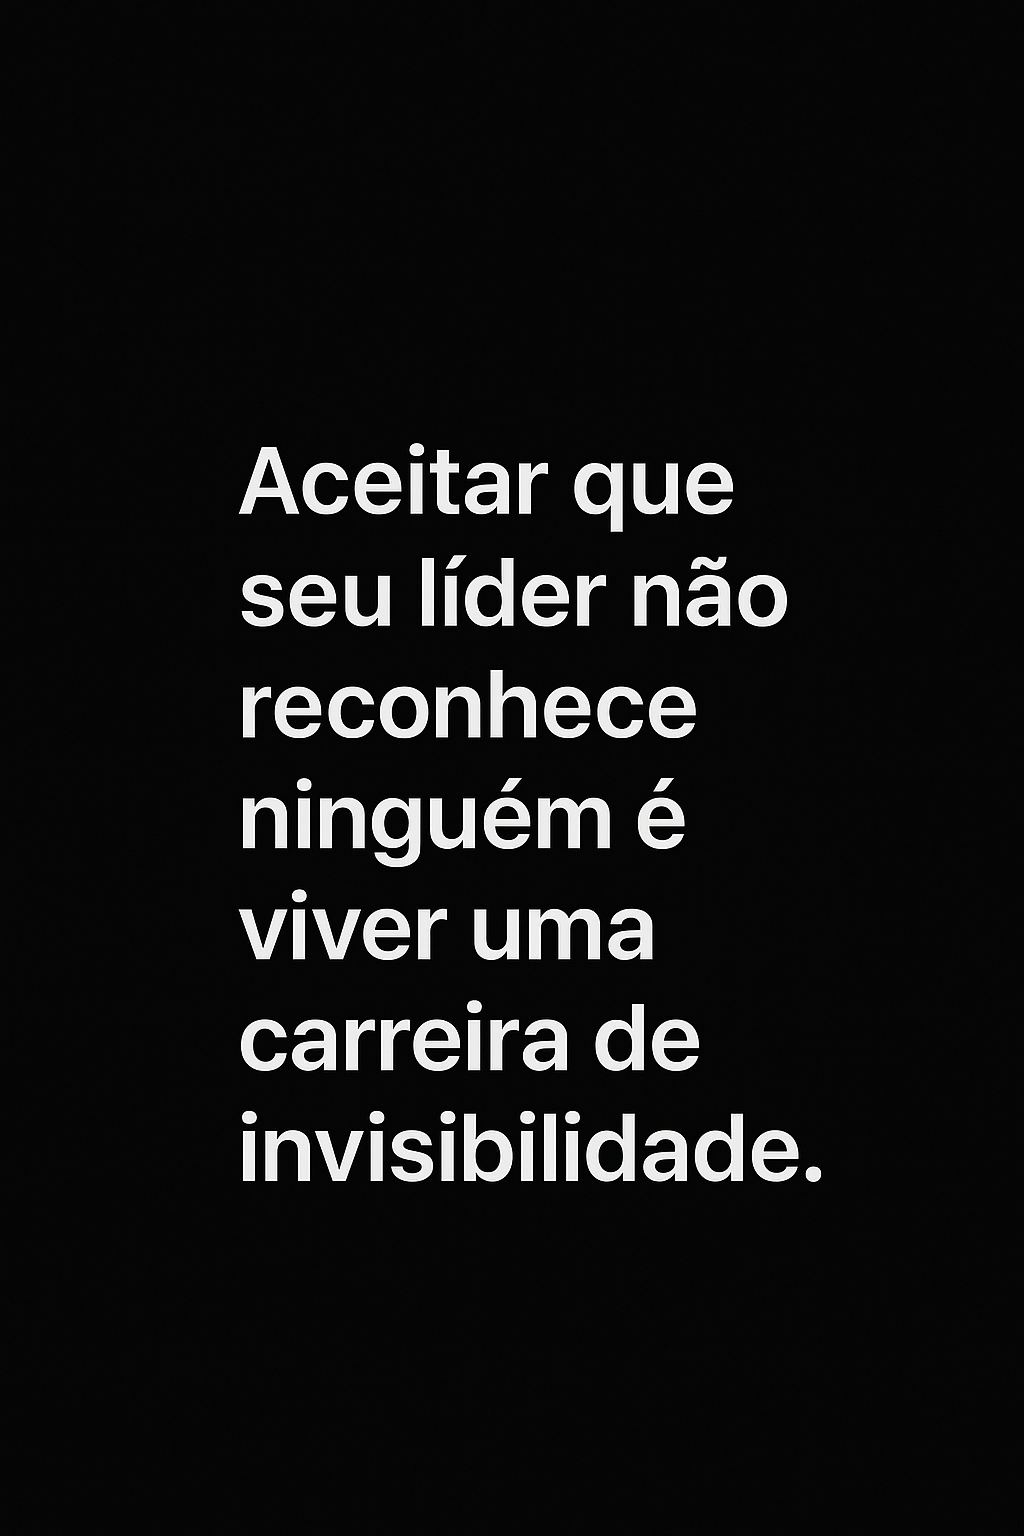 Aceitar que
seu líder não
reconhece
ninguém é
viver uma
carreira de
invisibilidade.